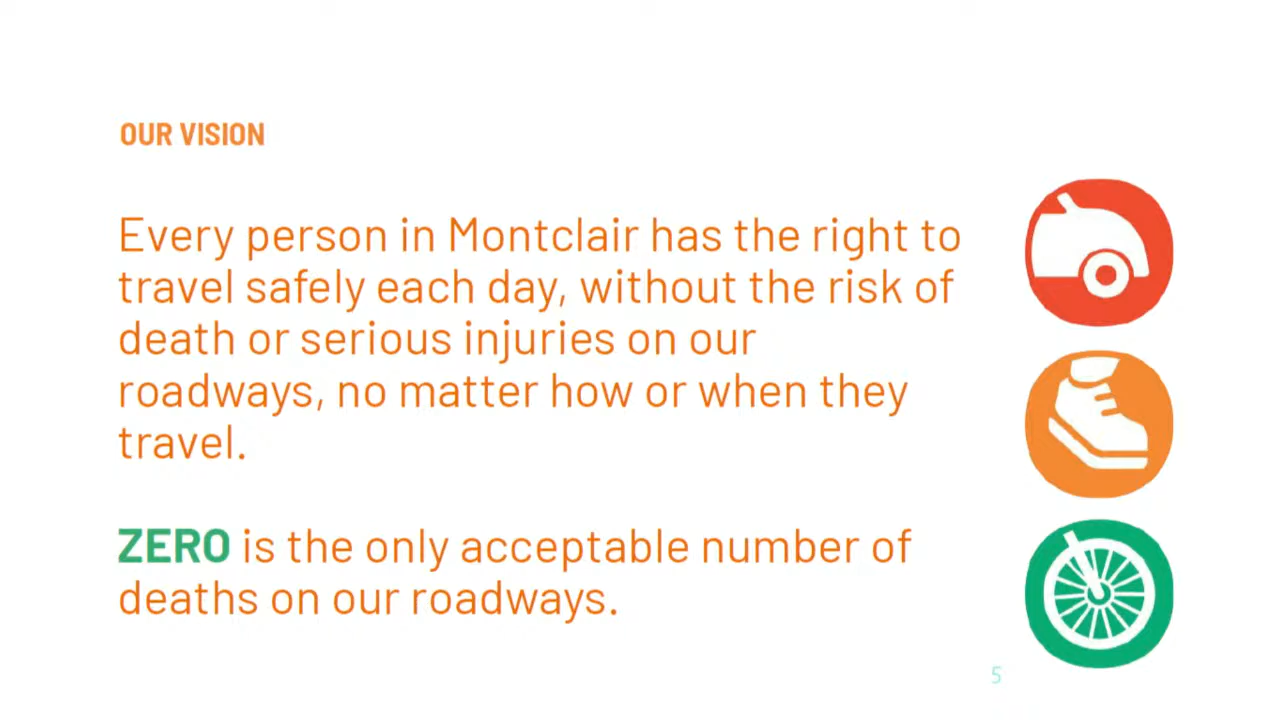 OUR VISION
Every person in Montclair has the right to
travel safely each day, without the risk of
death or serious injuries on our
roadways, no matter how or when they
travel.
ZERO is the only acceptable number of
deaths on our roadways.
5